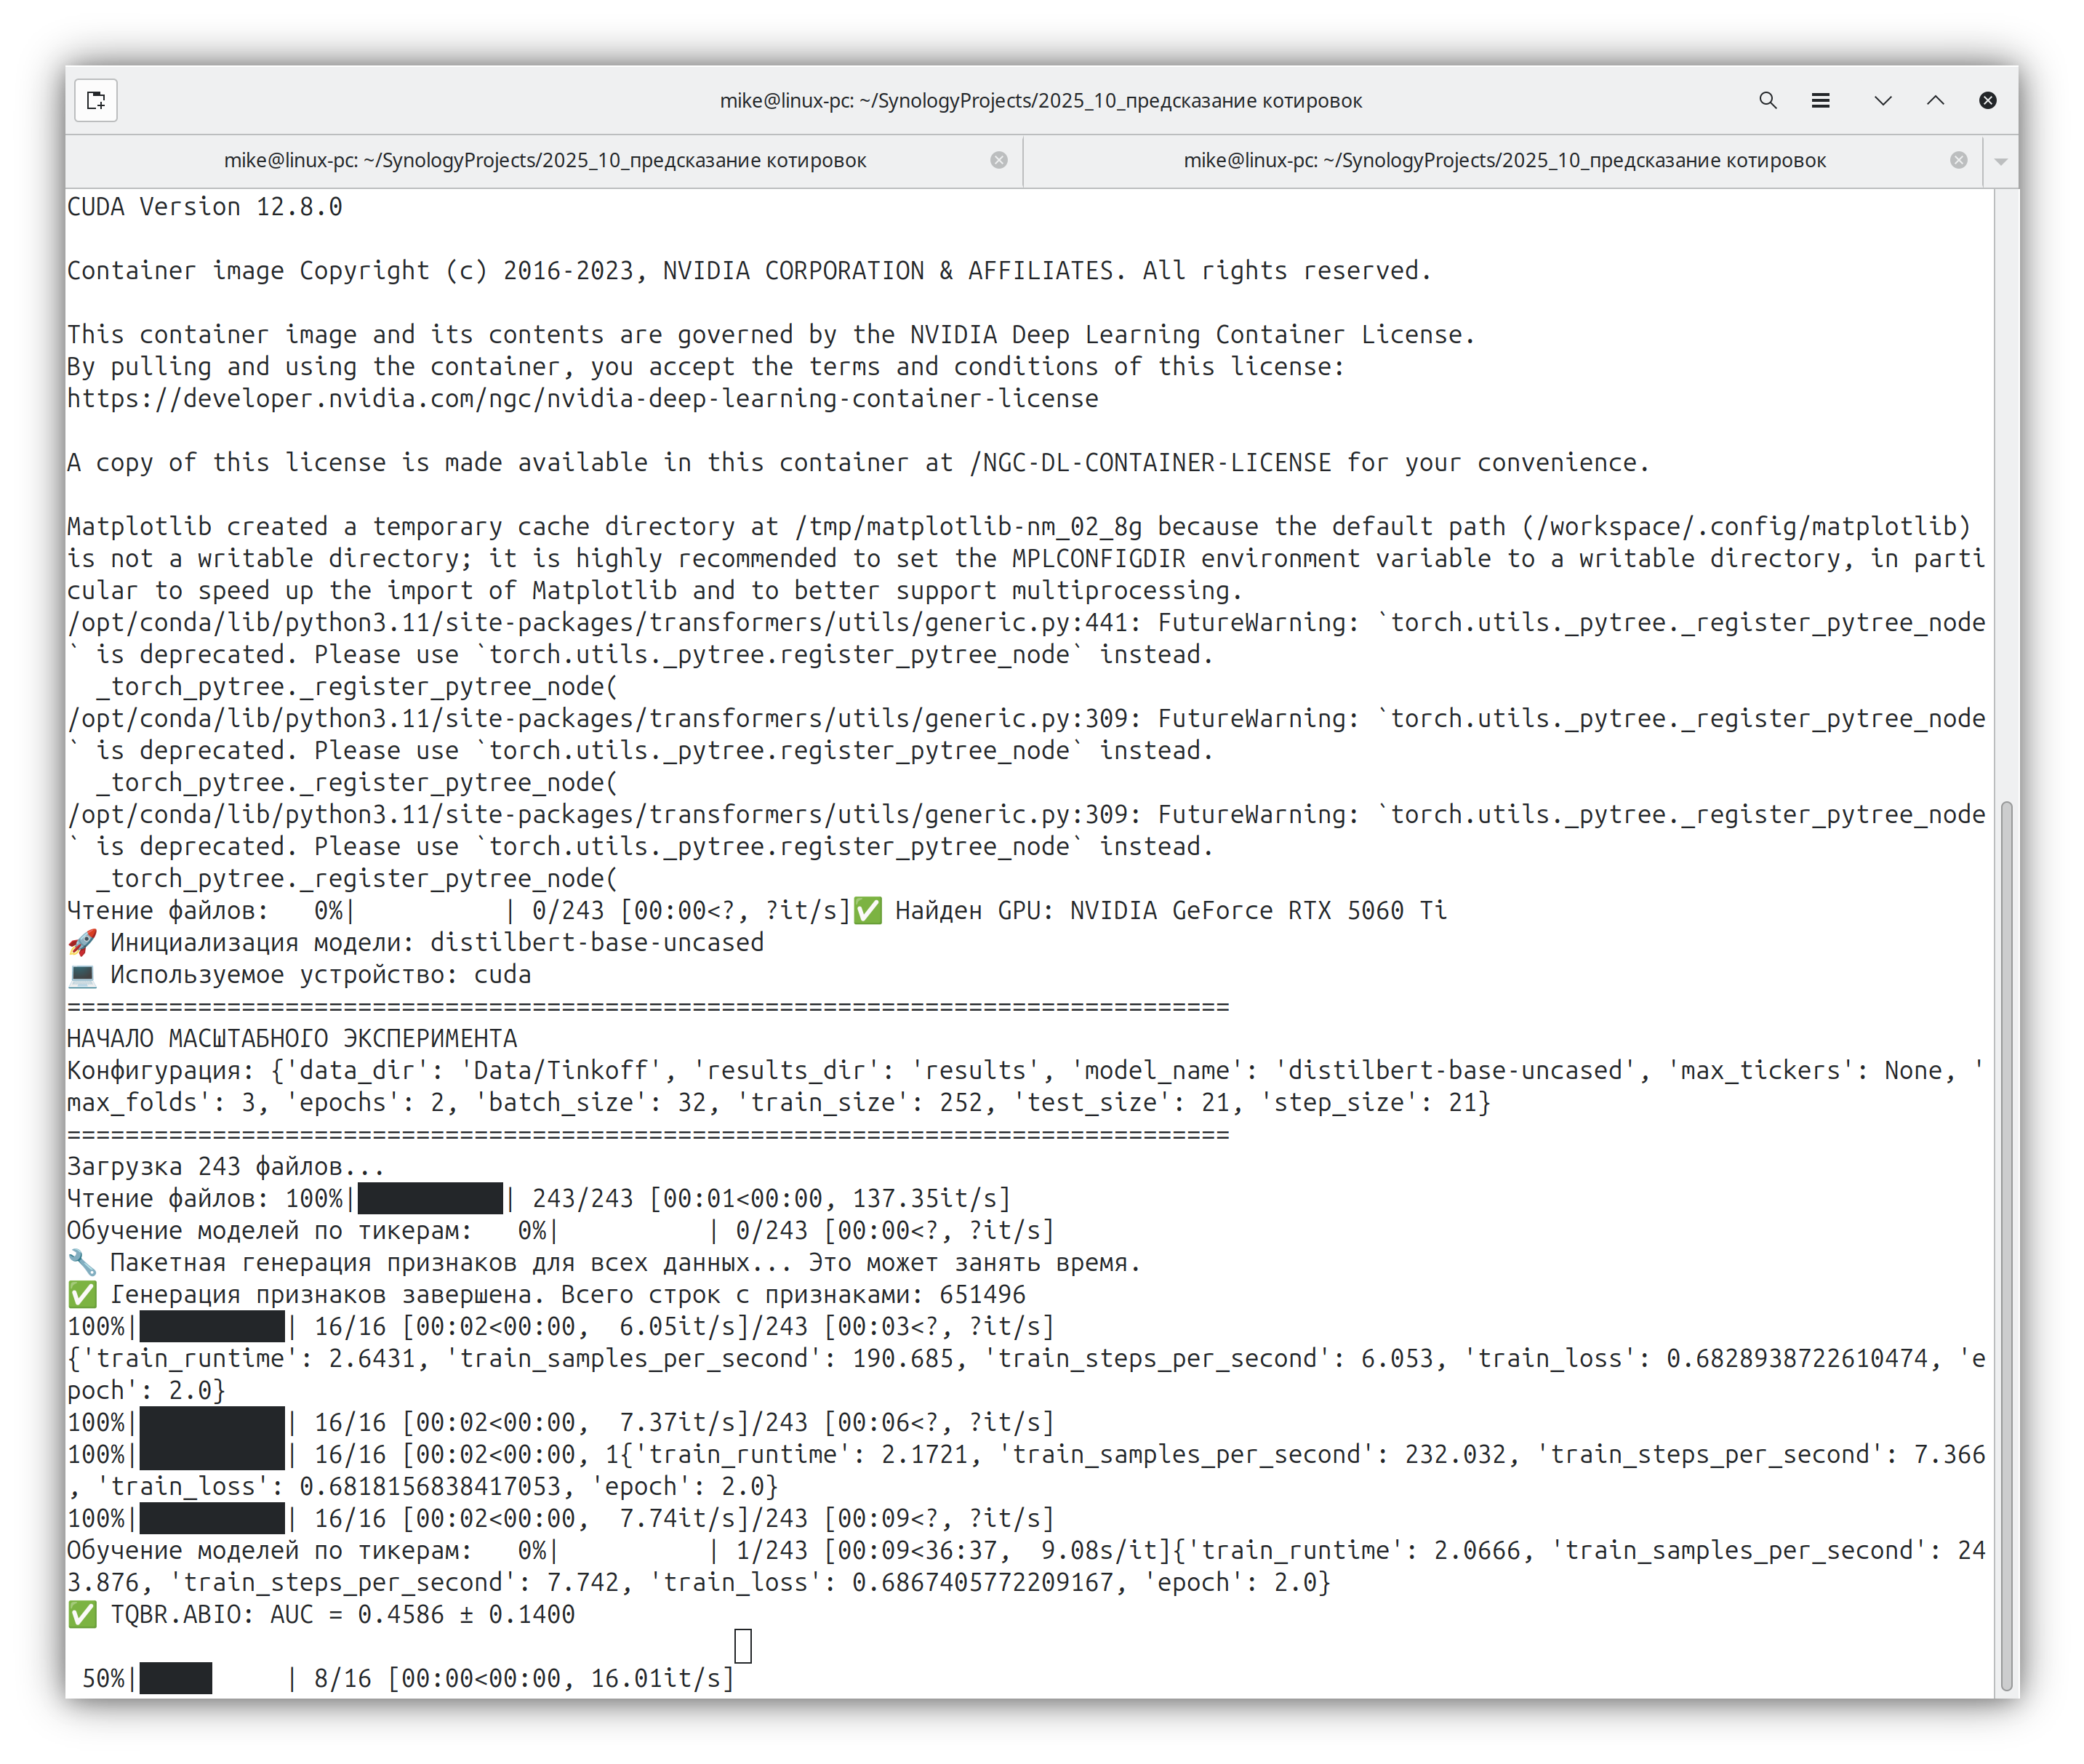 mike@linux-pc: ~/SynologyProjects/2025_10_предсказание котировок
mike@linux-pc: ~/SynologyProjects/2025_10_предсказание котировок
mike@linux-pc: ~/SynologyProjects/2025_10_предсказание котировок
CUDA Version 12.8.0
Container image Copyright (c) 2016-2023, NVIDIA CORPORATION & AFFILIATES. All rights reserved.
This container image and its contents are governed by the NVIDIA Deep Learning Container License.
By pulling and using the container, you accept the terms and conditions of this license:
https://developer.nvidia.com/ngc/nvidia-deep-learning-container-license
A copy of this license is made available in this container at /NGC-DL-CONTAINER-LICENSE for your convenience.
Matplotlib created a temporary cache directory at /tmp/matplotlib-nm_02_8g because the default path (/workspace/.config/matplotlib)
is not a writable directory; it is highly recommended to set the MPLCONFIGDIR environment variable to a writable directory, in parti
cular to speed up the import of Matplotlib and to better support multiprocessing.
/opt/conda/lib/python3.11/site-packages/transformers/utils/generic.py:441: FutureWarning: `torch.utils._pytree._register_pytree_node
` is deprecated. Please use `torch.utils._pytree.register_pytree_node` instead.
  _torch_pytree._register_pytree_node(
/opt/conda/lib/python3.11/site-packages/transformers/utils/generic.py:309: FutureWarning: `torch.utils._pytree._register_pytree_node
` is deprecated. Please use `torch.utils._pytree.register_pytree_node` instead.
  _torch_pytree._register_pytree_node(
/opt/conda/lib/python3.11/site-packages/transformers/utils/generic.py:309: FutureWarning: `torch.utils._pytree._register_pytree_node
` is deprecated. Please use `torch.utils._pytree.register_pytree_node` instead.
  _torch_pytree._register_pytree_node(
Чтение файлов:   0%|          | 0/243 [00:00<?, ?it/s]✅ Найден GPU: NVIDIA GeForce RTX 5060 Ti
🚀 Инициализация модели: distilbert-base-uncased
💻 Используемое устройство: cuda
================================================================================
НАЧАЛО МАСШТАБНОГО ЭКСПЕРИМЕНТА
Конфигурация: {'data_dir': 'Data/Tinkoff', 'results_dir': 'results', 'model_name': 'distilbert-base-uncased', 'max_tickers': None, '
max_folds': 3, 'epochs': 2, 'batch_size': 32, 'train_size': 252, 'test_size': 21, 'step_size': 21}
================================================================================
Загрузка 243 файлов...
Чтение файлов: 100%|██████████| 243/243 [00:01<00:00, 137.35it/s]
Обучение моделей по тикерам:   0%|          | 0/243 [00:00<?, ?it/s]
🔧 Пакетная генерация признаков для всех данных... Это может занять время.
✅ Генерация признаков завершена. Всего строк с признаками: 651496
100%|██████████| 16/16 [00:02<00:00,  6.05it/s]/243 [00:03<?, ?it/s]
{'train_runtime': 2.6431, 'train_samples_per_second': 190.685, 'train_steps_per_second': 6.053, 'train_loss': 0.6828938722610474, 'e
poch': 2.0}
100%|██████████| 16/16 [00:02<00:00,  7.37it/s]/243 [00:06<?, ?it/s]
100%|██████████| 16/16 [00:02<00:00, 1{'train_runtime': 2.1721, 'train_samples_per_second': 232.032, 'train_steps_per_second': 7.366
, 'train_loss': 0.6818156838417053, 'epoch': 2.0}
100%|██████████| 16/16 [00:02<00:00,  7.74it/s]/243 [00:09<?, ?it/s]
Обучение моделей по тикерам:   0%|          | 1/243 [00:09<36:37,  9.08s/it]{'train_runtime': 2.0666, 'train_samples_per_second': 24
3.876, 'train_steps_per_second': 7.742, 'train_loss': 0.6867405772209167, 'epoch': 2.0}
✅ TQBR.ABIO: AUC = 0.4586 ± 0.1400
 50%|█████     | 8/16 [00:00<00:00, 16.01it/s]